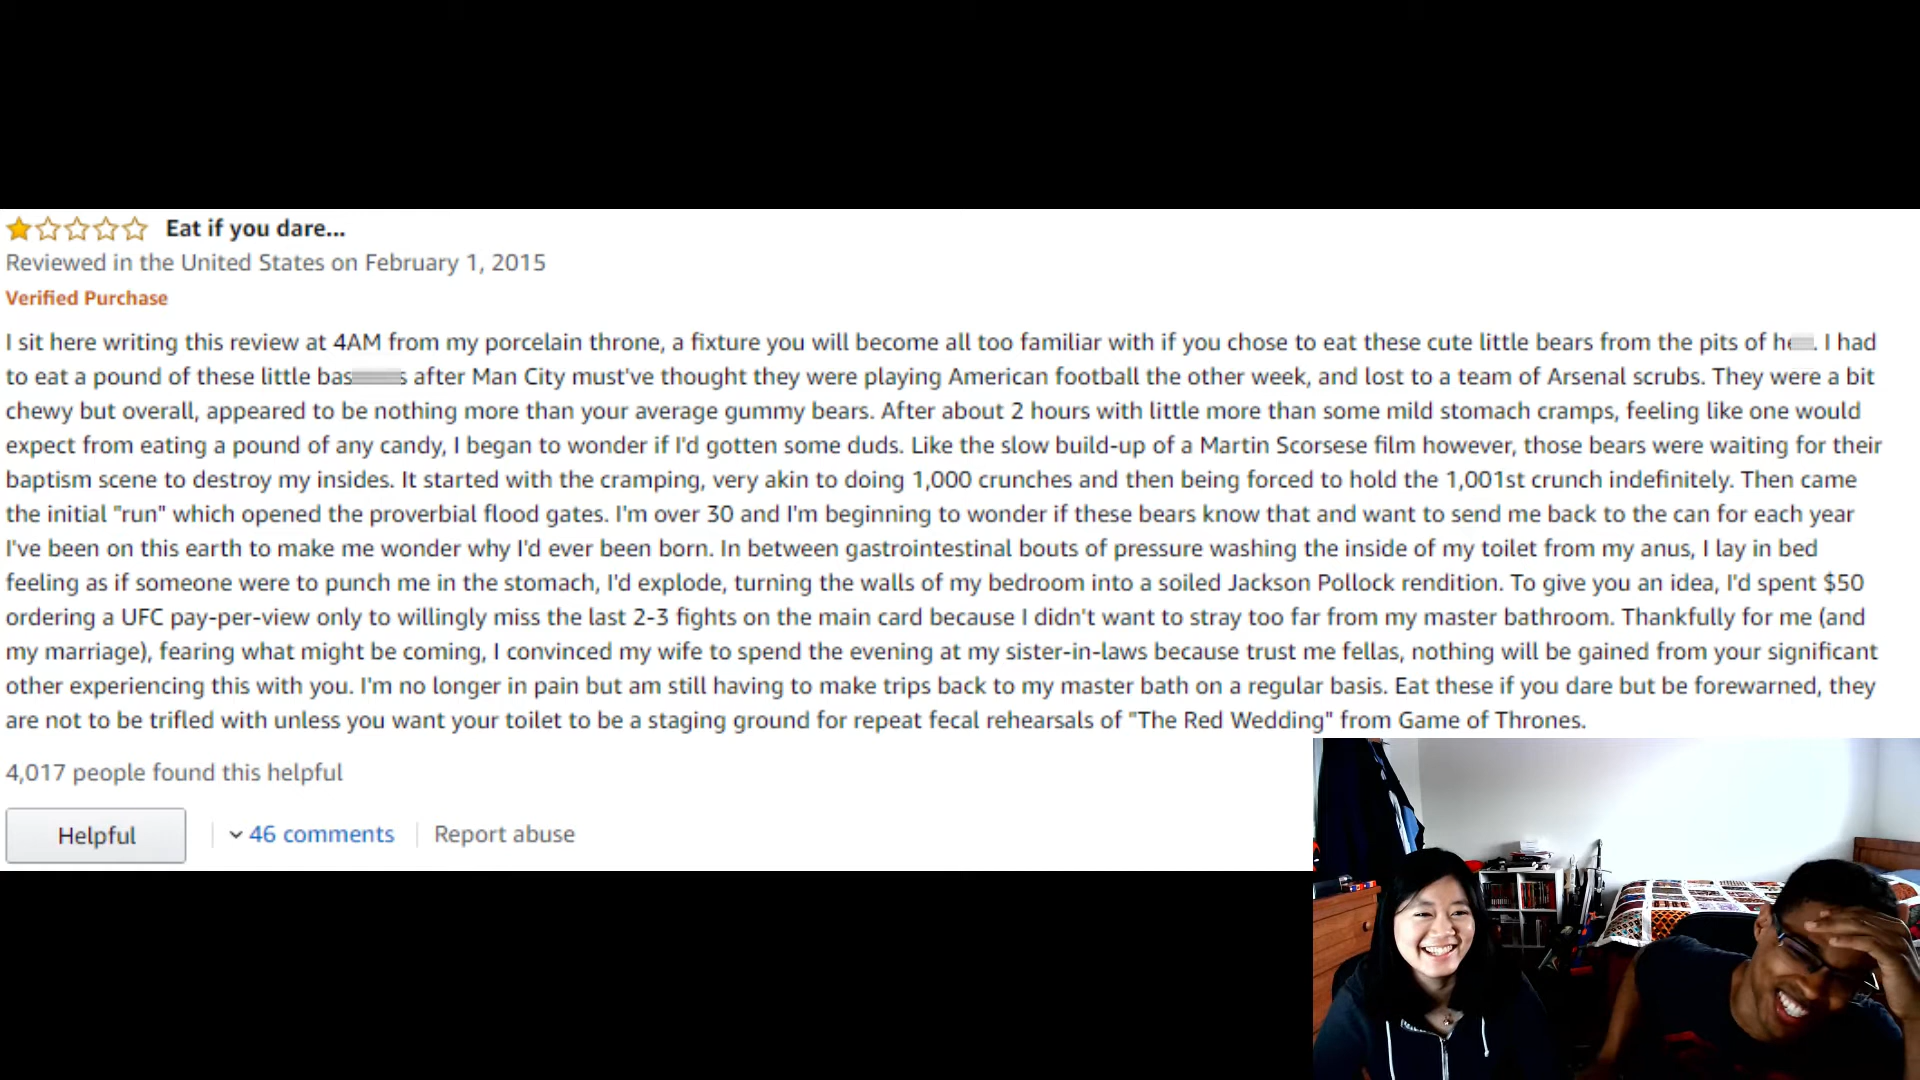 Eat if you dare...
Reviewed in the United States on February 1, 2015
Verified Purchase
I sit here writing this review at 4AM from my porcelain throne, a fixture you will become all too familiar with if you chose to eat these cute little bears from the pits of he . I had
to eat a pound of these little bas s after Man City must've thought they were playing American football the other week, and lost to a team of Arsenal scrubs. They were a bit
chewy but overall, appeared to be nothing more than your average gummy bears. After about 2 hours with little more than some mild stomach cramps, feeling like one would
expect from eating a pound of any candy, I began to wonder if I'd gotten some duds. Like the slow build-up of a Martin Scorsese film however, those bears were waiting for their
baptism scene to destroy my insides. It started with the cramping, very akin to doing 1,000 crunches and then being forced to hold the 1,001st crunch indefinitely. Then came
the initial "run" which opened the proverbial flood gates. I'm over 30 and I'm beginning to wonder if these bears know that and want to send me back to the can for each year
I've been on this earth to make me wonder why I'd ever been born. In between gastrointestinal bouts of pressure washing the inside of my toilet from my anus, I lay in bed
feeling as if someone were to punch me in the stomach, I'd explode, turning the walls of my bedroom into a soiled Jackson Pollock rendition. To give you an idea, I'd spent $50
ordering a UFC pay-per-view only to willingly miss the last 2-3 fights on the main card because I didn't want to stray too far from my master bathroom. Thankfully for me (and
my marriage), fearing what might be coming, I convinced my wife to spend the evening at my sister-in-laws because trust me fellas, nothing will be gained from your significant
other experiencing this with you. I'm no longer in pain but am still having to make trips back to my master bath on a regular basis. Eat these if you dare but be forewarned, they
are not to be trifled with unless you want your toilet to be a staging ground for repeat fecal rehearsals of "The Red Wedding" from Game of Thrones.
4,017 people found this helpful
Helpful
46 comments
Report abuse